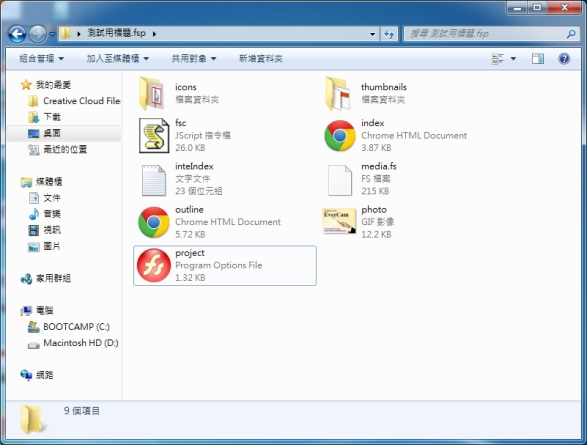 測試用標題.fsp
搜尋 測試用標題.fsp
組合管理 加入至媒體櫃 共用對象 新增資料夾
我的最愛
Creative Cloud Files
下載
桌面
最近的位置
媒體櫃
文件
音樂
視訊
圖片
家用群組
電腦
BOOTCAMP (C:)
Macintosh HD (D:)
網路
icons
檔案資料夾
thumbnails
檔案資料夾
fsc
JScript 指令檔
26.0 KB
index
Chrome HTML Document
3.87 KB
inteIndex
文字文件
23 個位元組
media.fs
FS 檔案
215 KB
outline
Chrome HTML Document
5.72 KB
EverCam
photo
GIF 影像
12.2 KB
project
Program Options File
1.32 KB
9 個項目